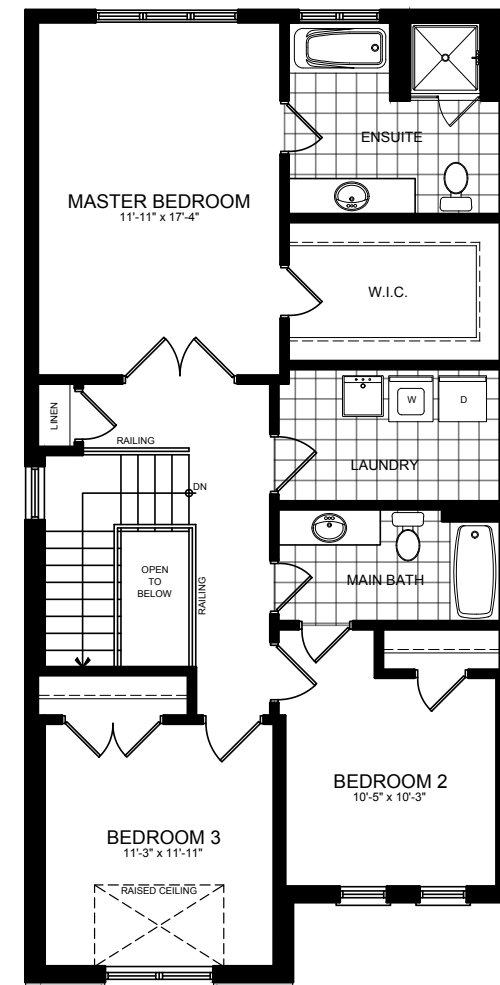 ENSUITE
MASTER BEDROOM
11'-11" x 17'-4"
W.I.C.
LINEN
W
D
RAILING
LAUNDRY
DN
OPEN
TO
BELOW
RAILING
MAIN BATH
BEDROOM 2
10'-5" x 10'-3"
BEDROOM 3
11'-3" x 11'-11"
RAISED CEILING